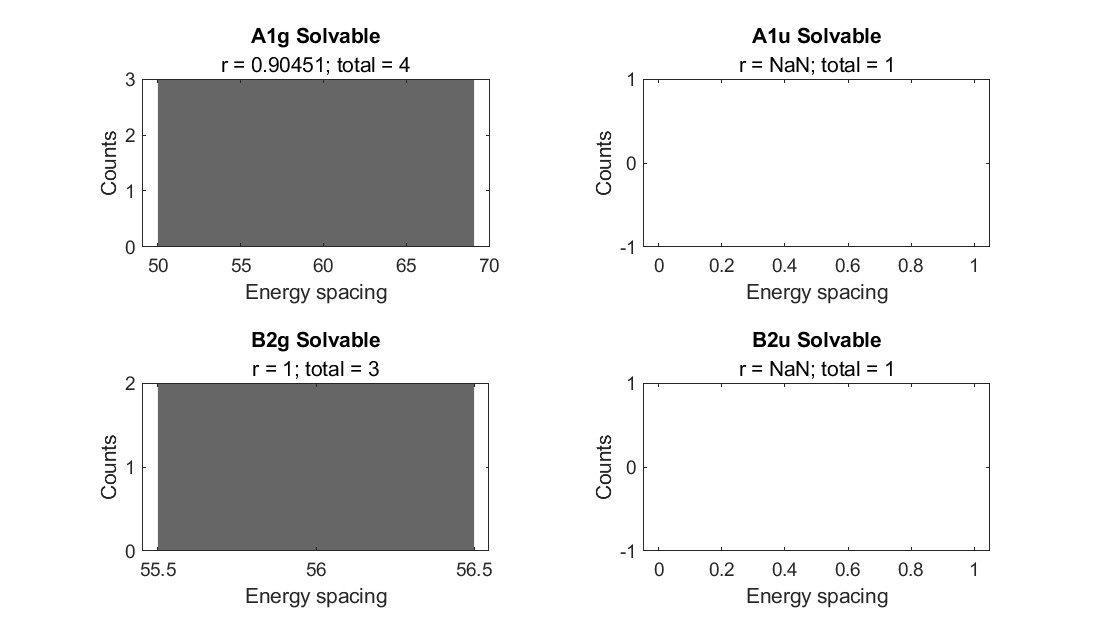 A1g Solvable
r = 0.90451; total = 4
3
2
1
0
Counts
50 55 60 65 70
Energy spacing
A1u Solvable
r = NaN; total = 1
1
0
-1
Counts
0 0.2 0.4 0.6 0.8 1
Energy spacing
B2g Solvable
r = 1; total = 3
2
1
0
Counts
55.5 56 56.5
Energy spacing
B2u Solvable
r = NaN; total = 1
1
0
-1
Counts
0 0.2 0.4 0.6 0.8 1
Energy spacing